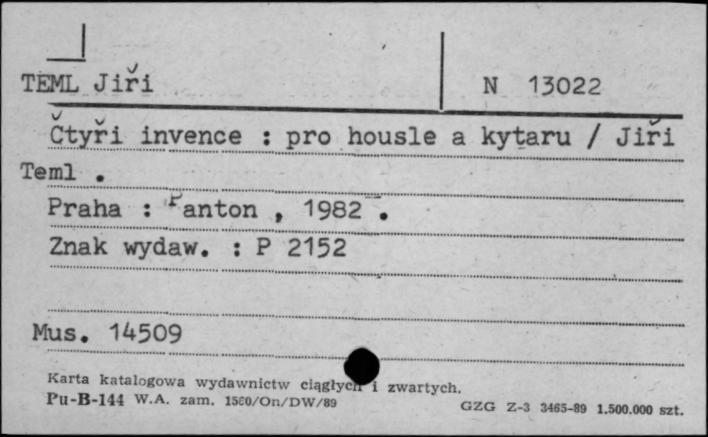 TEML Jiří N 13022
Čtyři invence : pro housle a kytaru / Jiří
Teml .
Praha : Panton , 1982 .
Znak wydaw. : P 2152
Mus. 14509
Karta katalogowa wydawnictw ciągłych i zwartych.
Pu-B-144 W.A. zam. 1580/On/DW/89 GZG Z-3 3465-89 1.500.000 szt.